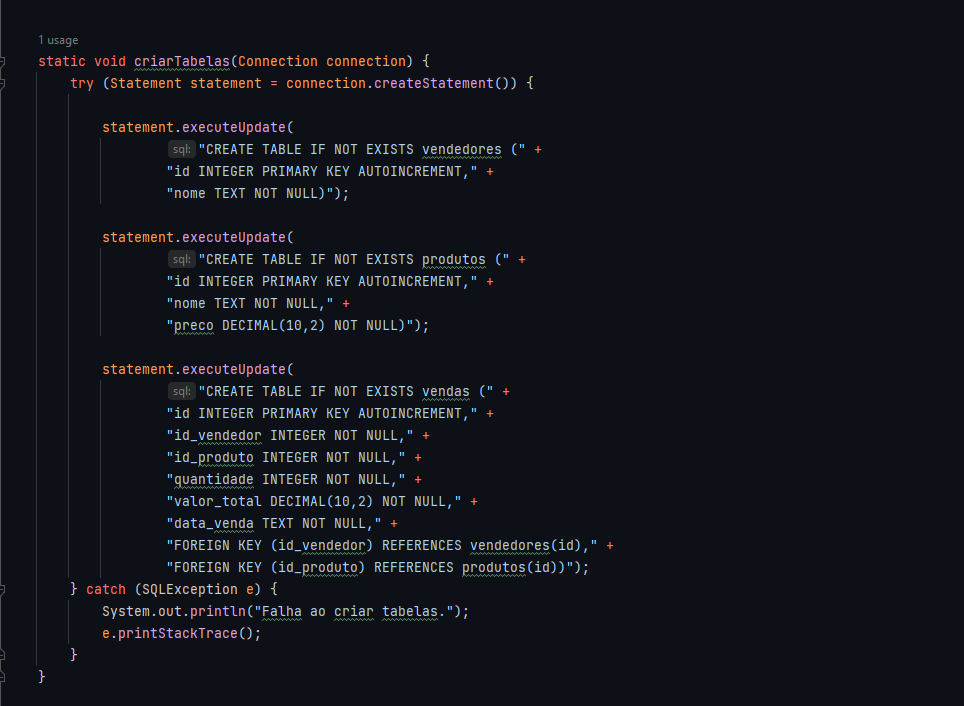 1 usage
static void criarTabelas(Connection connection) {
try (Statement statement = connection.createStatement()) {
statement.executeUpdate(
sql: "CREATE TABLE IF NOT EXISTS vendedores (" +
"id INTEGER PRIMARY KEY AUTOINCREMENT," +
"nome TEXT NOT NULL)");
statement.executeUpdate(
sql: "CREATE TABLE IF NOT EXISTS produtos (" +
"id INTEGER PRIMARY KEY AUTOINCREMENT," +
"nome TEXT NOT NULL," +
"preco DECIMAL(10,2) NOT NULL)");
statement.executeUpdate(
sql: "CREATE TABLE IF NOT EXISTS vendas (" +
"id INTEGER PRIMARY KEY AUTOINCREMENT," +
"id_vendedor INTEGER NOT NULL," +
"id_produto INTEGER NOT NULL," +
"quantidade INTEGER NOT NULL," +
"valor_total DECIMAL(10,2) NOT NULL," +
"data_venda TEXT NOT NULL," +
"FOREIGN KEY (id_vendedor) REFERENCES vendedores(id)," +
"FOREIGN KEY (id_produto) REFERENCES produtos(id))");
} catch (SQLException e) {
System.out.println("Falha ao criar tabelas.");
e.printStackTrace();
}
}